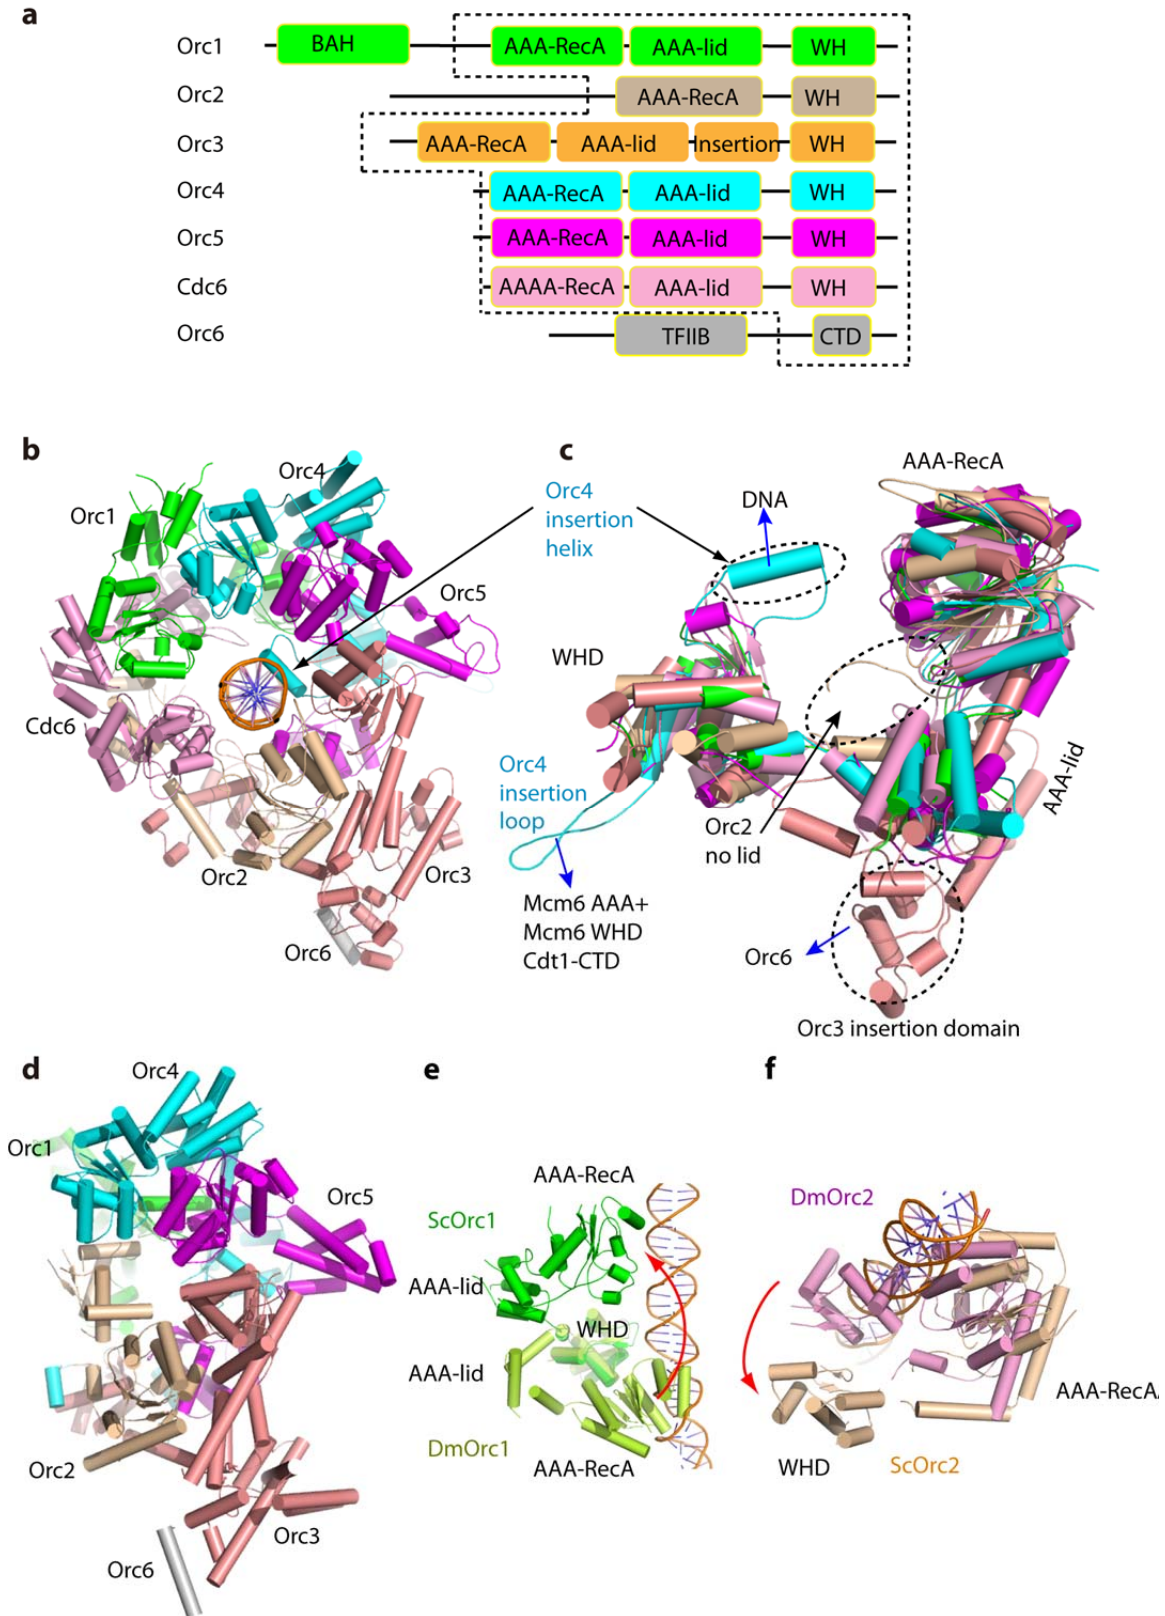 a
Orc1 BAH AAA-RecA AAA-lid WH
Orc2 AAA-RecA WH
Orc3 AAA-RecA AAA-lid Insertion WH
Orc4 AAA-RecA AAA-lid WH
Orc5 AAA-RecA AAA-lid WH
Cdc6 AAAA-RecA AAA-lid WH
Orc6 TFIIB CTD
b
Orc4
Orc1
Orc5
Cdc6
Orc2
Orc3
Orc6
Orc4
insertion
helix
c
AAA-RecA
DNA
WHD
Orc4
insertion
loop
Orc2
no lid
AAA-lid
Mcm6 AAA+
Mcm6 WHD
Cdt1-CTD
Orc6
Orc3 insertion domain
d
Orc4
Orc1
Orc5
Orc2
Orc3
Orc6
e
AAA-RecA
ScOrc1
AAA-lid
WHD
AAA-lid
DmOrc1
AAA-RecA
f
DmOrc2
AAA-RecA
WHD
ScOrc2